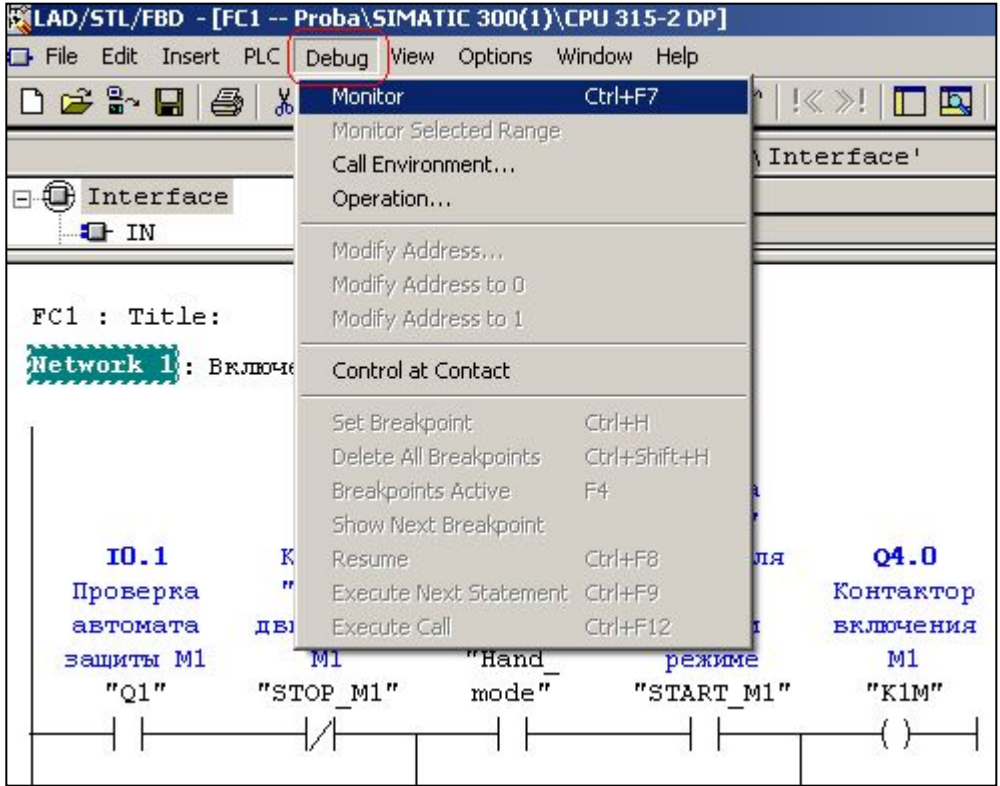 LAD/STL/FBD - [FC1 -- Proba\SIMATIC 300(1)\CPU 315-2 DP]
File Edit Insert PLC Debug View Options Window Help
Monitor Ctrl+F7
Monitor Selected Range
Call Environment...
Operation...
Modify Address...
Modify Address to 0
Modify Address to 1
Control at Contact
Set Breakpoint Ctrl+H
Delete All Breakpoints Ctrl+Shift+H
Breakpoints Active F4
Show Next Breakpoint
Resume Ctrl+F8
Execute Next Statement Ctrl+F9
Execute Call Ctrl+F12
\Interface'
Interface
IN
FC1 : Title:
Network 1:
I0.1 Q4.0
Проверка Контактор
автомата включения
защиты M1 M1 "Hand_ режиме M1
"Q1" "STOP_M1" mode" "START_M1" "K1M"